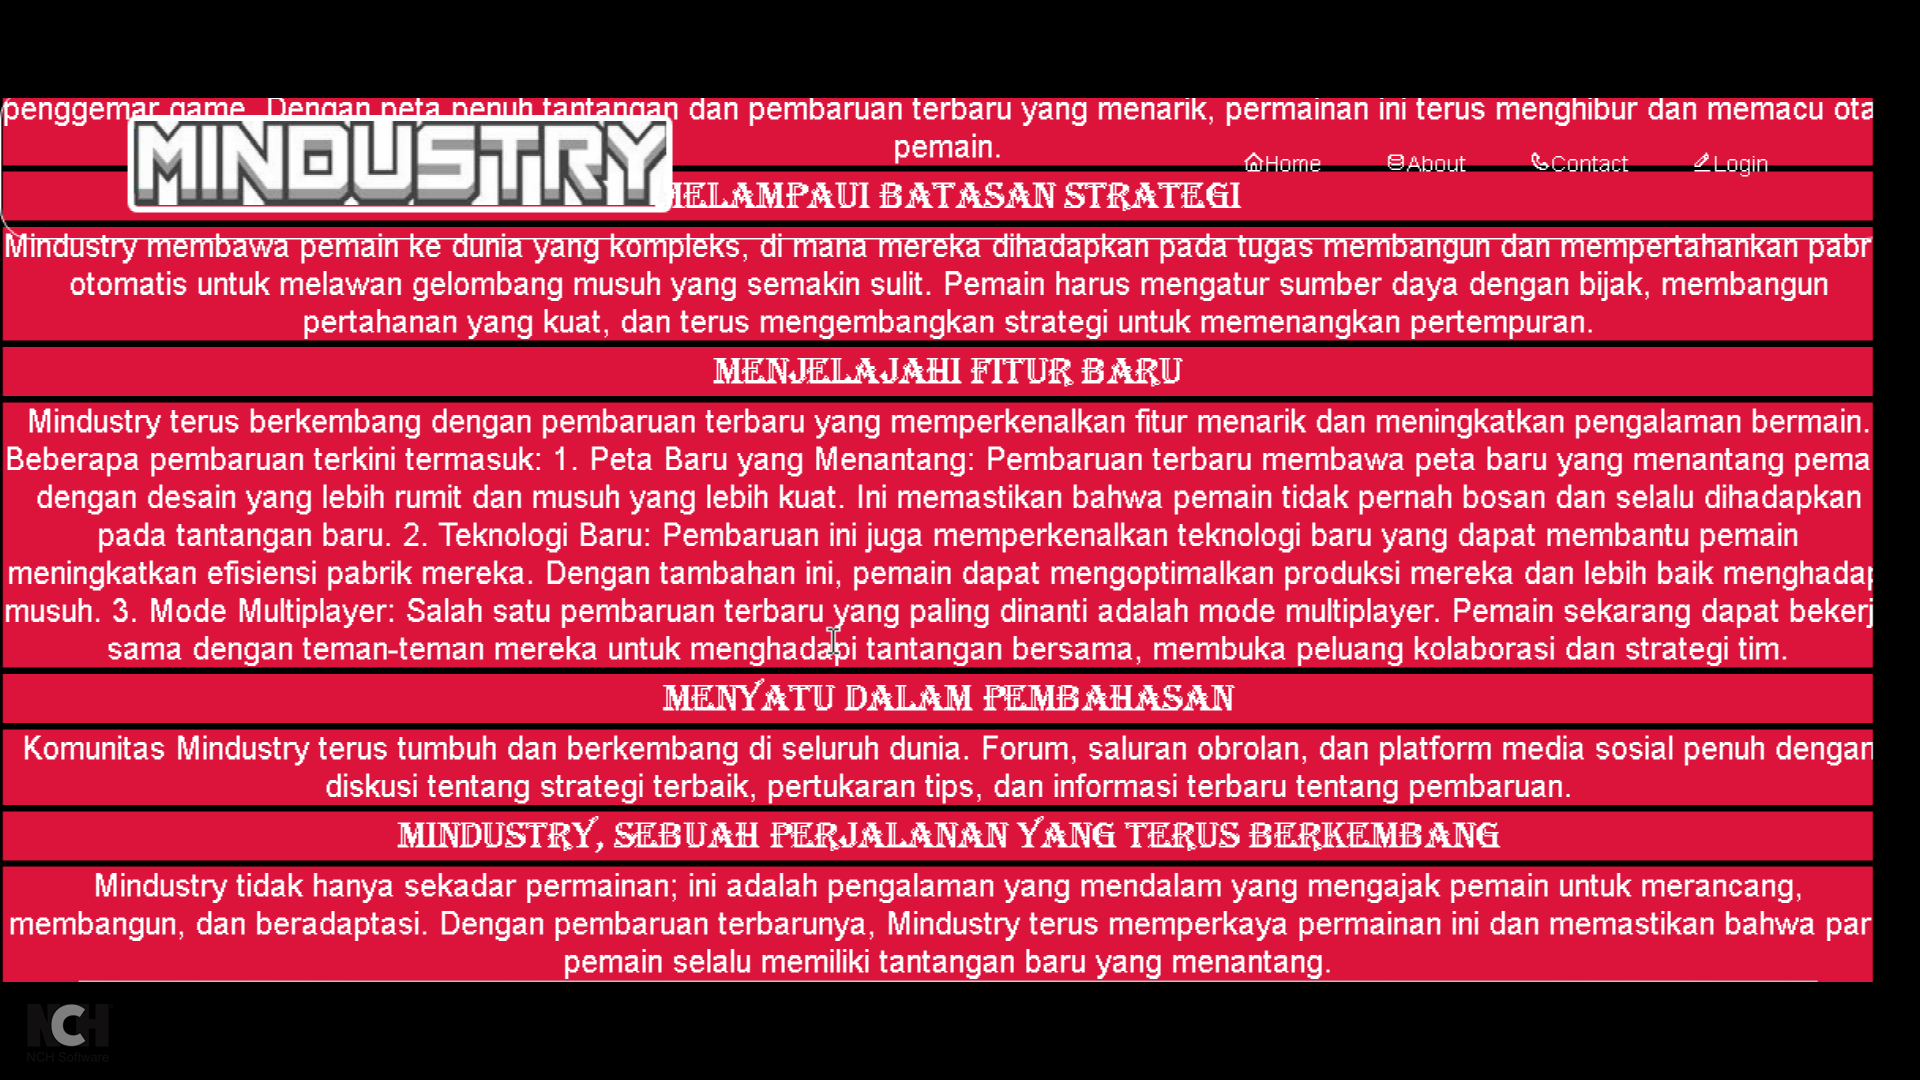 penggemar game. Dengan peta penuh tantangan dan pembaruan terbaru yang menarik, permainan ini terus menghibur dan memacu ota
pemain.
MINDUSTRY
Home About Contact Login
MELAMPAUI BATASAN STRATEGI
Mindustry membawa pemain ke dunia yang kompleks, di mana mereka dihadapkan pada tugas membangun dan mempertahankan pabr
otomatis untuk melawan gelombang musuh yang semakin sulit. Pemain harus mengatur sumber daya dengan bijak, membangun
pertahanan yang kuat, dan terus mengembangkan strategi untuk memenangkan pertempuran.
MENJELAJAHI FITUR BARU
Mindustry terus berkembang dengan pembaruan terbaru yang memperkenalkan fitur menarik dan meningkatkan pengalaman bermain.
Beberapa pembaruan terkini termasuk: 1. Peta Baru yang Menantang: Pembaruan terbaru membawa peta baru yang menantang pema
dengan desain yang lebih rumit dan musuh yang lebih kuat. Ini memastikan bahwa pemain tidak pernah bosan dan selalu dihadapkan
pada tantangan baru. 2. Teknologi Baru: Pembaruan ini juga memperkenalkan teknologi baru yang dapat membantu pemain
meningkatkan efisiensi pabrik mereka. Dengan tambahan ini, pemain dapat mengoptimalkan produksi mereka dan lebih baik menghadap
musuh. 3. Mode Multiplayer: Salah satu pembaruan terbaru yang paling dinanti adalah mode multiplayer. Pemain sekarang dapat bekerj
sama dengan teman-teman mereka untuk menghadapi tantangan bersama, membuka peluang kolaborasi dan strategi tim.
MENYATU DALAM PEMBAHASAN
Komunitas Mindustry terus tumbuh dan berkembang di seluruh dunia. Forum, saluran obrolan, dan platform media sosial penuh dengan
diskusi tentang strategi terbaik, pertukaran tips, dan informasi terbaru tentang pembaruan.
MINDUSTRY, SEBUAH PERJALANAN YANG TERUS BERKEMBANG
Mindustry tidak hanya sekadar permainan; ini adalah pengalaman yang mendalam yang mengajak pemain untuk merancang,
membangun, dan beradaptasi. Dengan pembaruan terbarunya, Mindustry terus memperkaya permainan ini dan memastikan bahwa par
pemain selalu memiliki tantangan baru yang menantang.
NCH
NCH Software